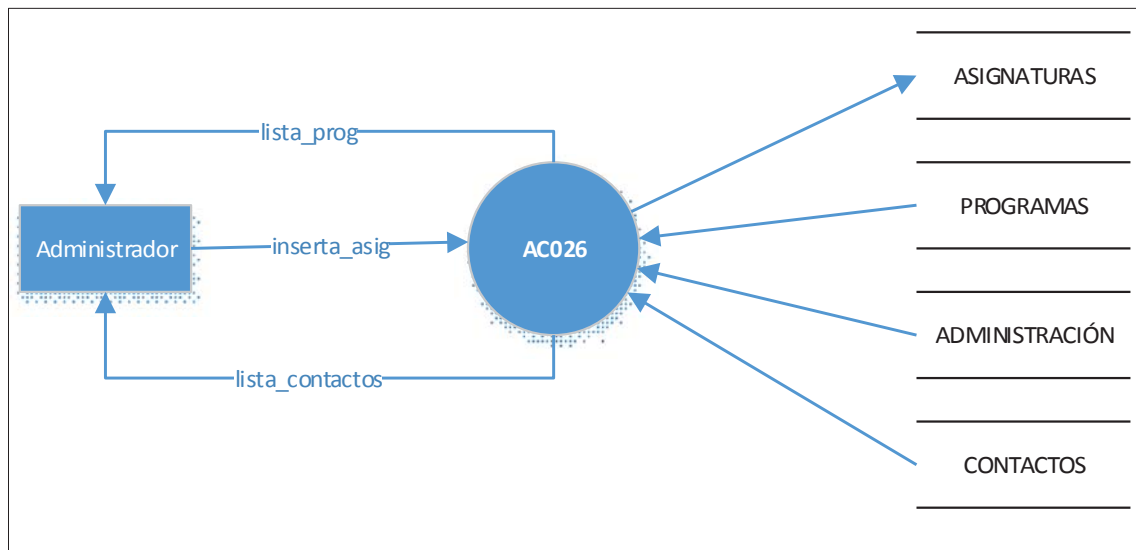 ASIGNATURAS
lista_prog
PROGRAMAS
Administrador
inserta_asig
AC026
ADMINISTRACIÓN
lista_contactos
CONTACTOS